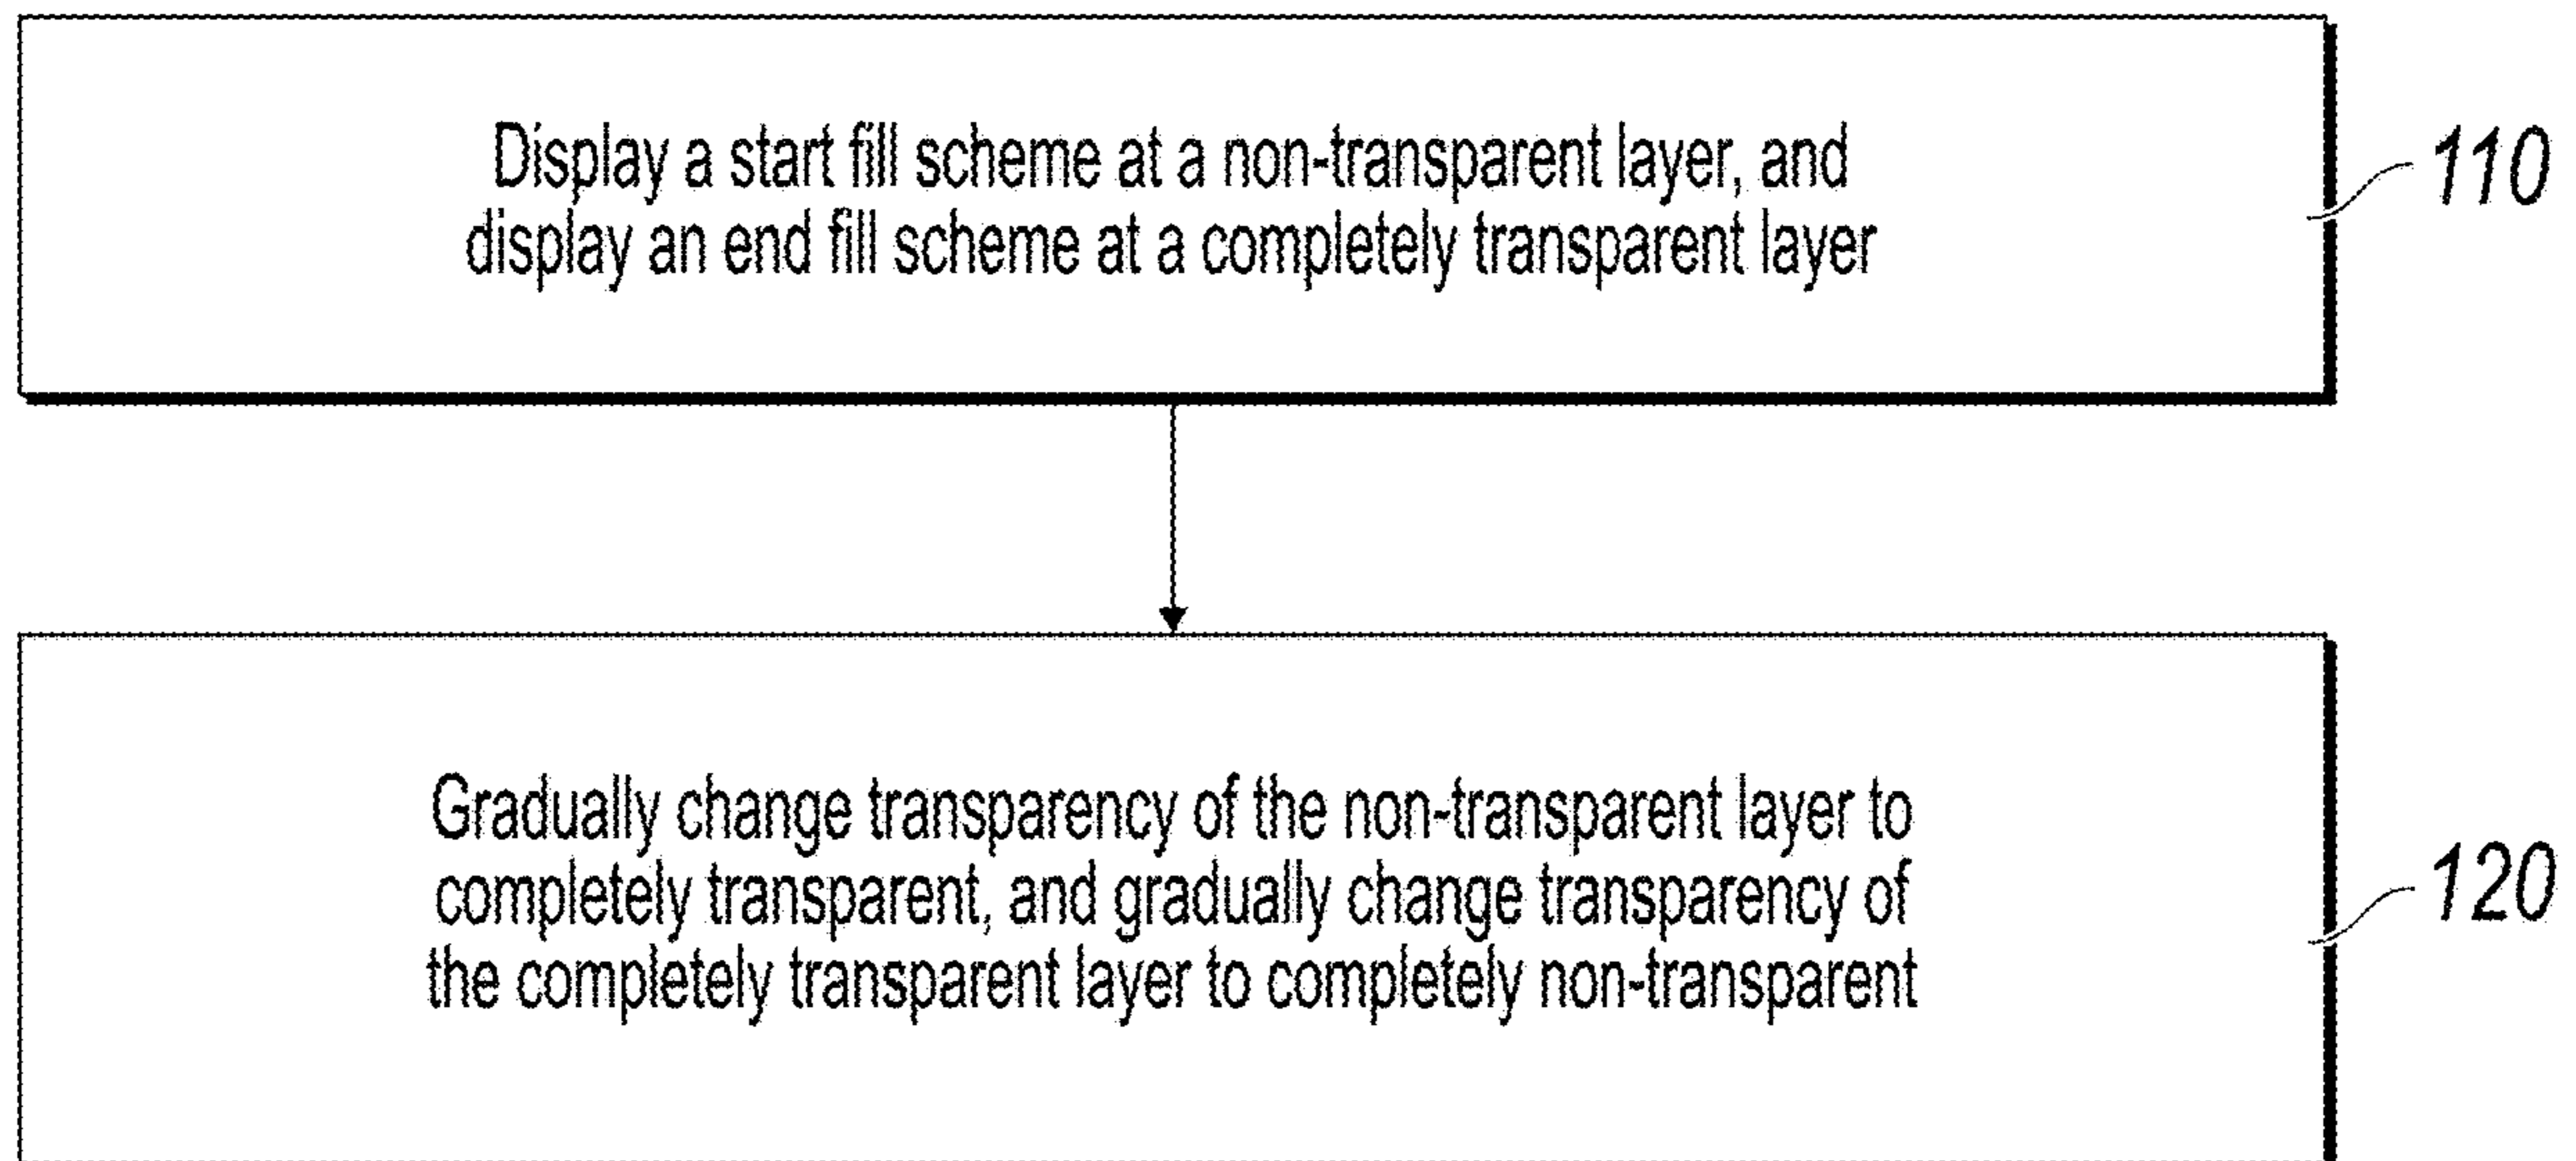 Display a start fill scheme at a non-transparent layer, and
display an end fill scheme at a completely transparent layer
110
Gradually change transparency of the non-transparent layer to
completely transparent, and gradually change transparency of
the completely transparent layer to completely non-transparent
120